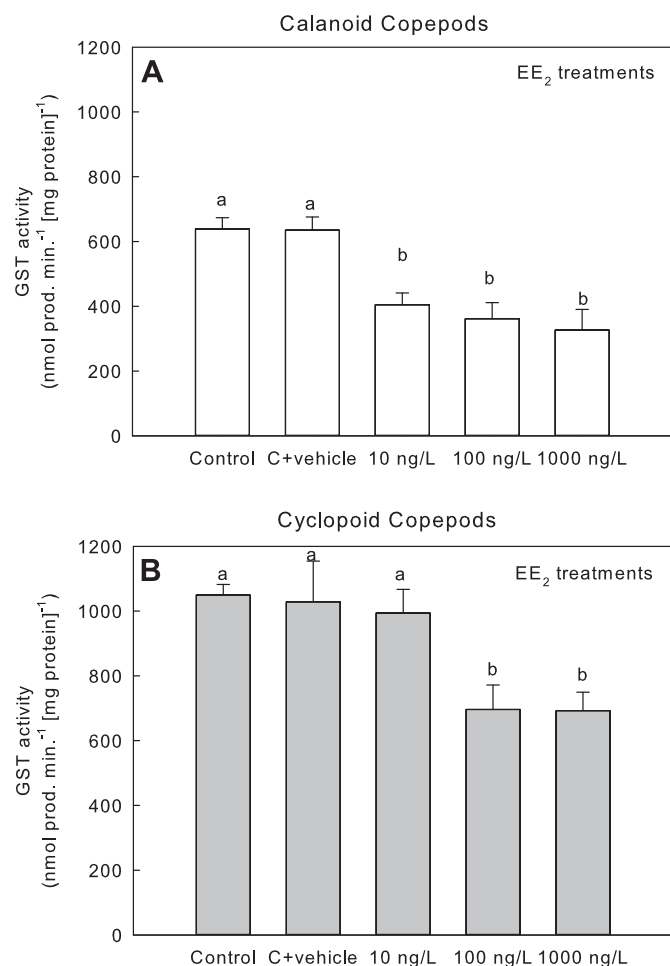 Calanoid Copepods
A
EE₂ treatments
GST activity
(nmol prod. min.⁻¹ [mg protein]⁻¹)
1200
1000
800
600
400
200
0
a
a
b
b
b
Control C+vehicle 10 ng/L 100 ng/L 1000 ng/L
Cyclopoid Copepods
B
EE₂ treatments
GST activity
(nmol prod. min.⁻¹ [mg protein]⁻¹)
1200
1000
800
600
400
200
0
a
a
a
b
b
Control C+vehicle 10 ng/L 100 ng/L 1000 ng/L